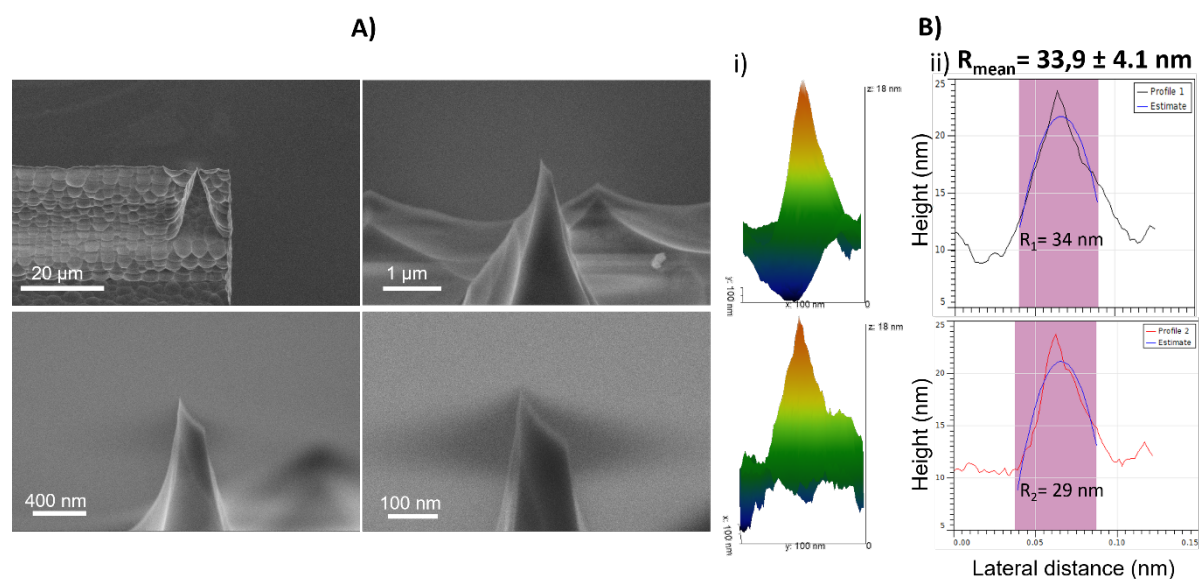 A)
B)
20 µm
1 µm
400 nm
100 nm
i)
z: 18 nm
y: 100 nm
x: 100 nm
0
z: 18 nm
x: 100 nm
y: 100 nm
0
ii)
Rmean = 33,9 ± 4.1 nm
Height (nm)
25
20
15
10
5
Profile 1
Estimate
R1= 34 nm
Height (nm)
25
20
15
10
5
Profile 2
Estimate
R2= 29 nm
0.00
0.05
0.10
0.15
Lateral distance (nm)